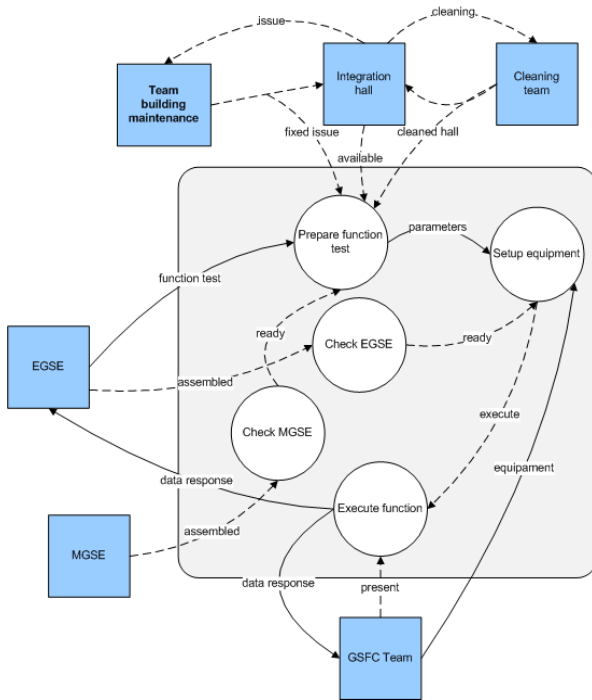 issue
cleaning
Team
building
maintenance
Integration
hall
Cleaning
team
fixed issue
cleaned hall
available
Prepare function
test
parameters
Setup equipment
function test
ready
Check EGSE
ready
EGSE
assembled
Check MGSE
execute
data response
equipament
Execute function
assembled
MGSE
data response
present
GSFC Team